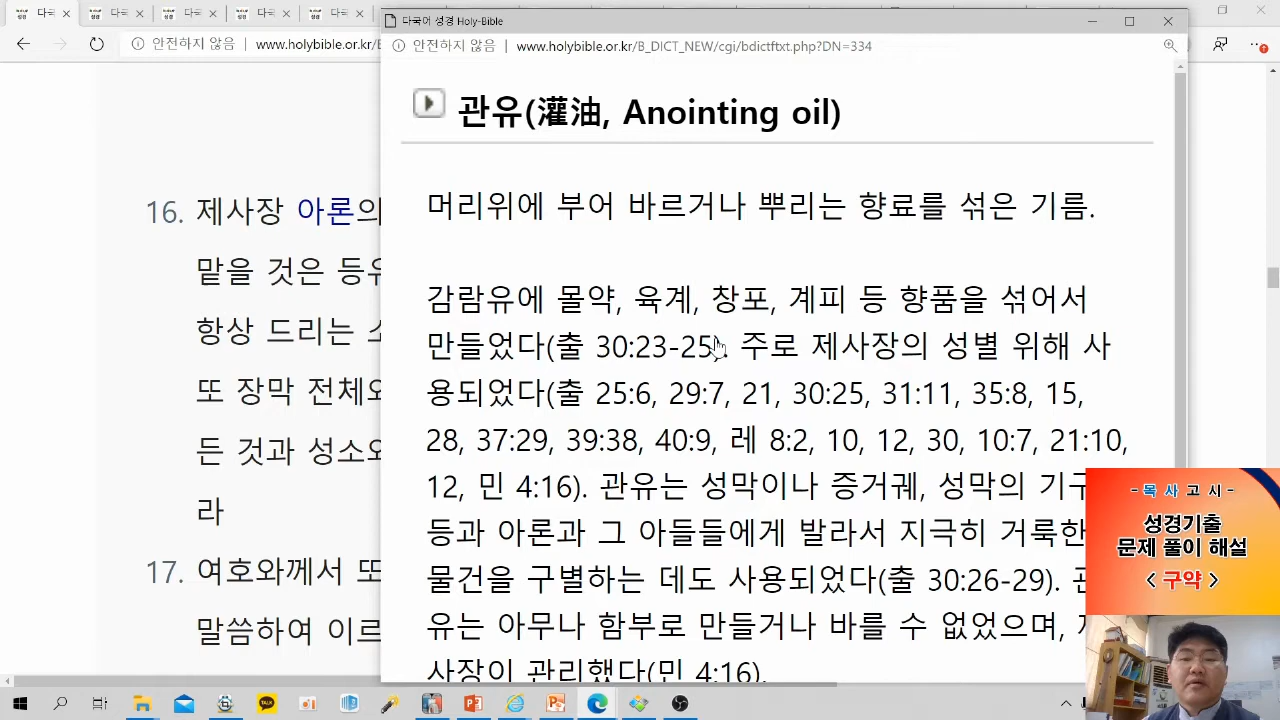 다국어 성경 Holy-Bible
안전하지 않음 www.holybible.or.kr/
안전하지 않음 www.holybible.or.kr/B_DICT_NEW/cgi/bdictftxt.php?DN=334
관유(灌油, Anointing oil)
머리위에 부어 바르거나 뿌리는 향료를 섞은 기름.
감람유에 몰약, 육계, 창포, 계피 등 향품을 섞어서
만들었다(출 30:23-25). 주로 제사장의 성별 위해 사
용되었다(출 25:6, 29:7, 21, 30:25, 31:11, 35:8, 15,
28, 37:29, 39:38, 40:9, 레 8:2, 10, 12, 30, 10:7, 21:10,
12, 민 4:16). 관유는 성막이나 증거궤, 성막의 기구
등과 아론과 그 아들들에게 발라서 지극히 거룩한
물건을 구별하는 데도 사용되었다(출 30:26-29). 관
유는 아무나 함부로 만들거나 바를 수 없었으며, 제
사장이 관리했다(민 4:16).
16. 제사장 아론의
맡을 것은 등유
항상 드리는 소
또 장막 전체와
든 것과 성소와
라
17. 여호와께서 또
말씀하여 이르
- 목 사 고 시 -
성경기출
문제 풀이 해설
< 구약 >